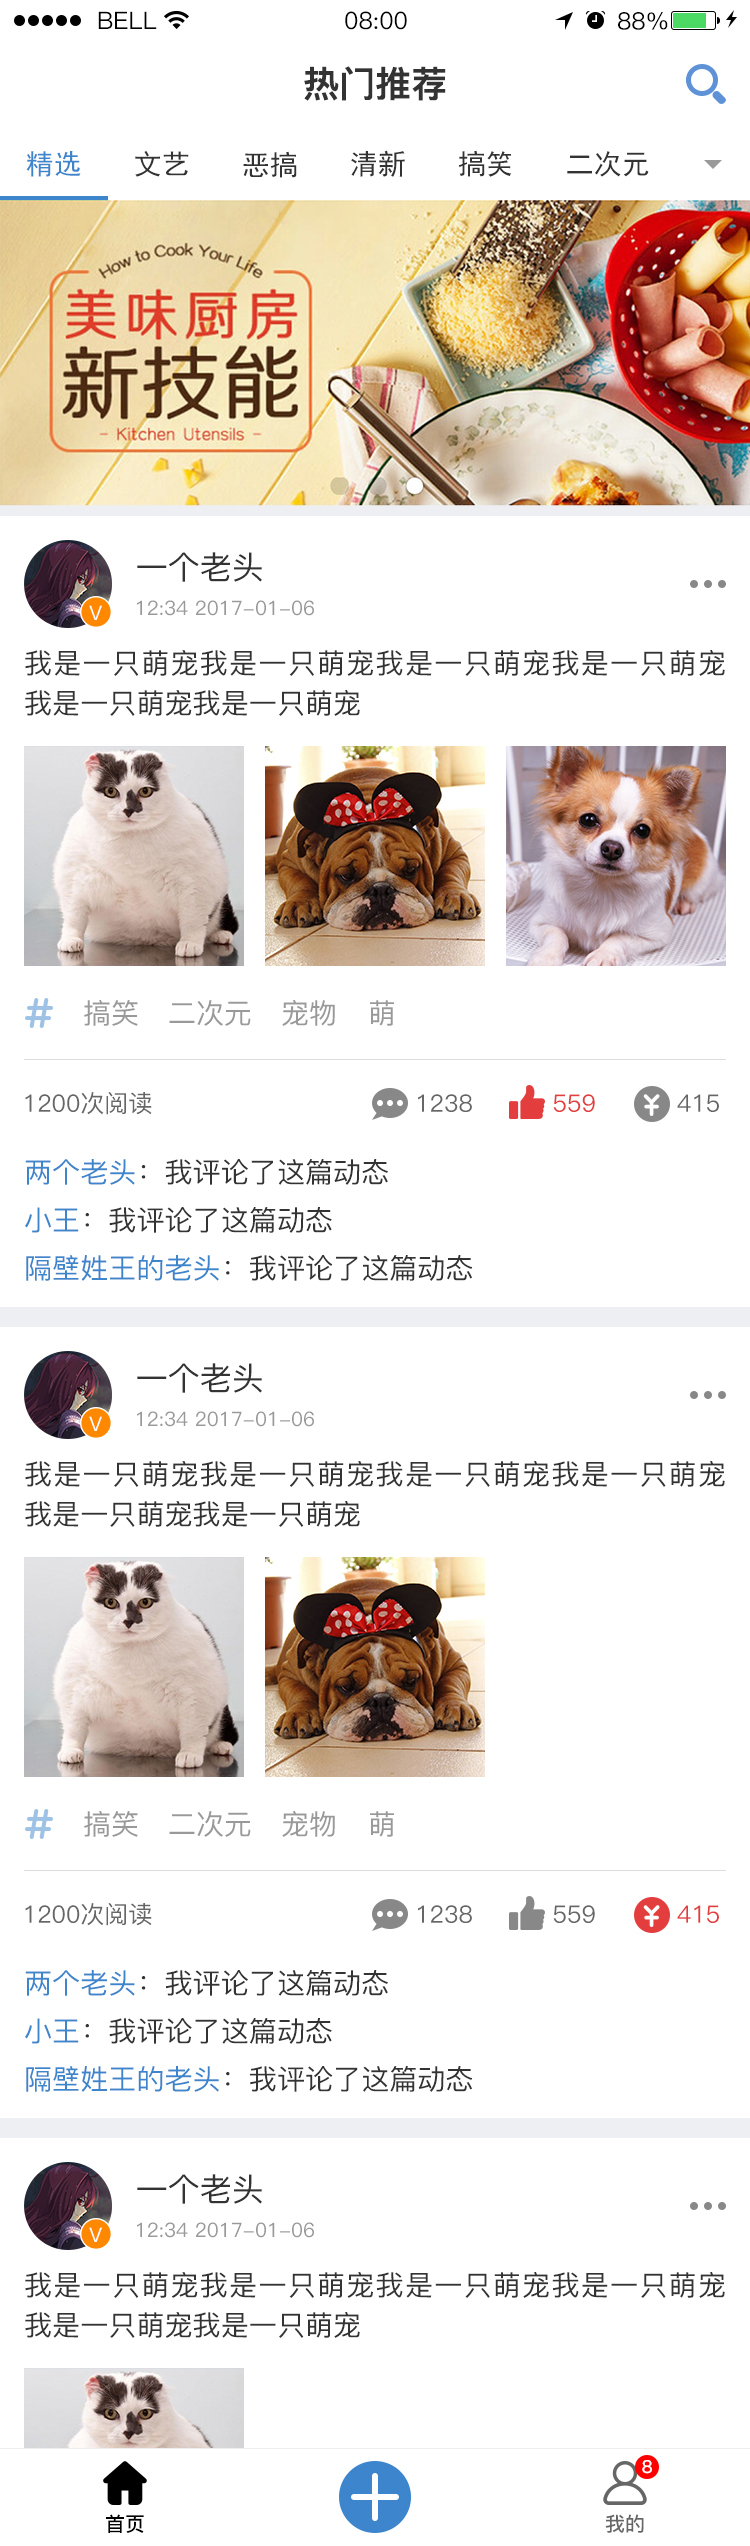 BELL 08:00 88%
热门推荐
精选 文艺 恶搞 清新 搞笑 二次元
How to Cook Your Life
美味厨房
新技能
- Kitchen Utensils -
一个老头
12:34 2017-01-06
V
我是一只萌宠我是一只萌宠我是一只萌宠我是一只萌宠
我是一只萌宠我是一只萌宠
# 搞笑 二次元 宠物 萌
1200次阅读 1238 559 ¥ 415
两个老头：我评论了这篇动态
小王：我评论了这篇动态
隔壁姓王的老头：我评论了这篇动态
一个老头
12:34 2017-01-06
V
我是一只萌宠我是一只萌宠我是一只萌宠我是一只萌宠
我是一只萌宠我是一只萌宠
# 搞笑 二次元 宠物 萌
1200次阅读 1238 559 ¥ 415
两个老头：我评论了这篇动态
小王：我评论了这篇动态
隔壁姓王的老头：我评论了这篇动态
一个老头
12:34 2017-01-06
V
我是一只萌宠我是一只萌宠我是一只萌宠我是一只萌宠
我是一只萌宠我是一只萌宠
8
首页 我的